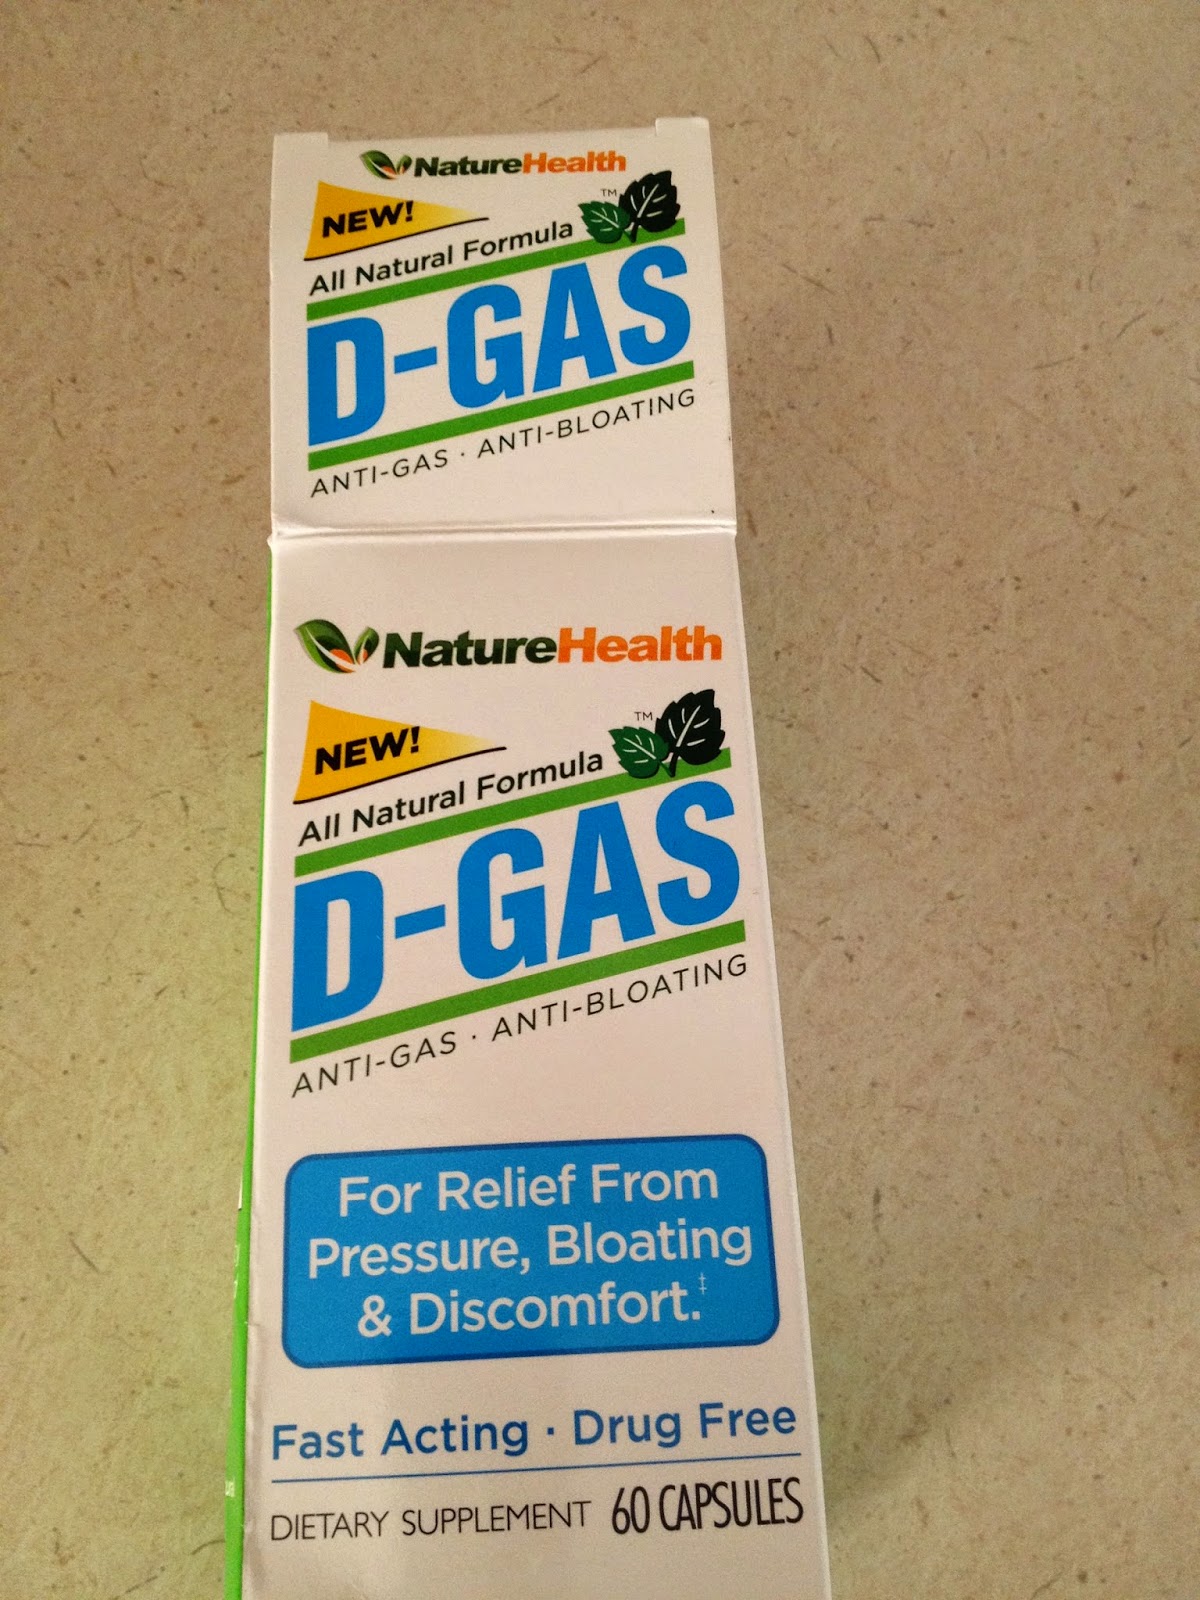 NatureHealth
NEW!
TM
All Natural Formula
D-GAS
ANTI-GAS · ANTI-BLOATING
NatureHealth
NEW!
TM
All Natural Formula
D-GAS
ANTI-GAS · ANTI-BLOATING
For Relief From
Pressure, Bloating
& Discomfort.‡
Fast Acting · Drug Free
DIETARY SUPPLEMENT 60 CAPSULES